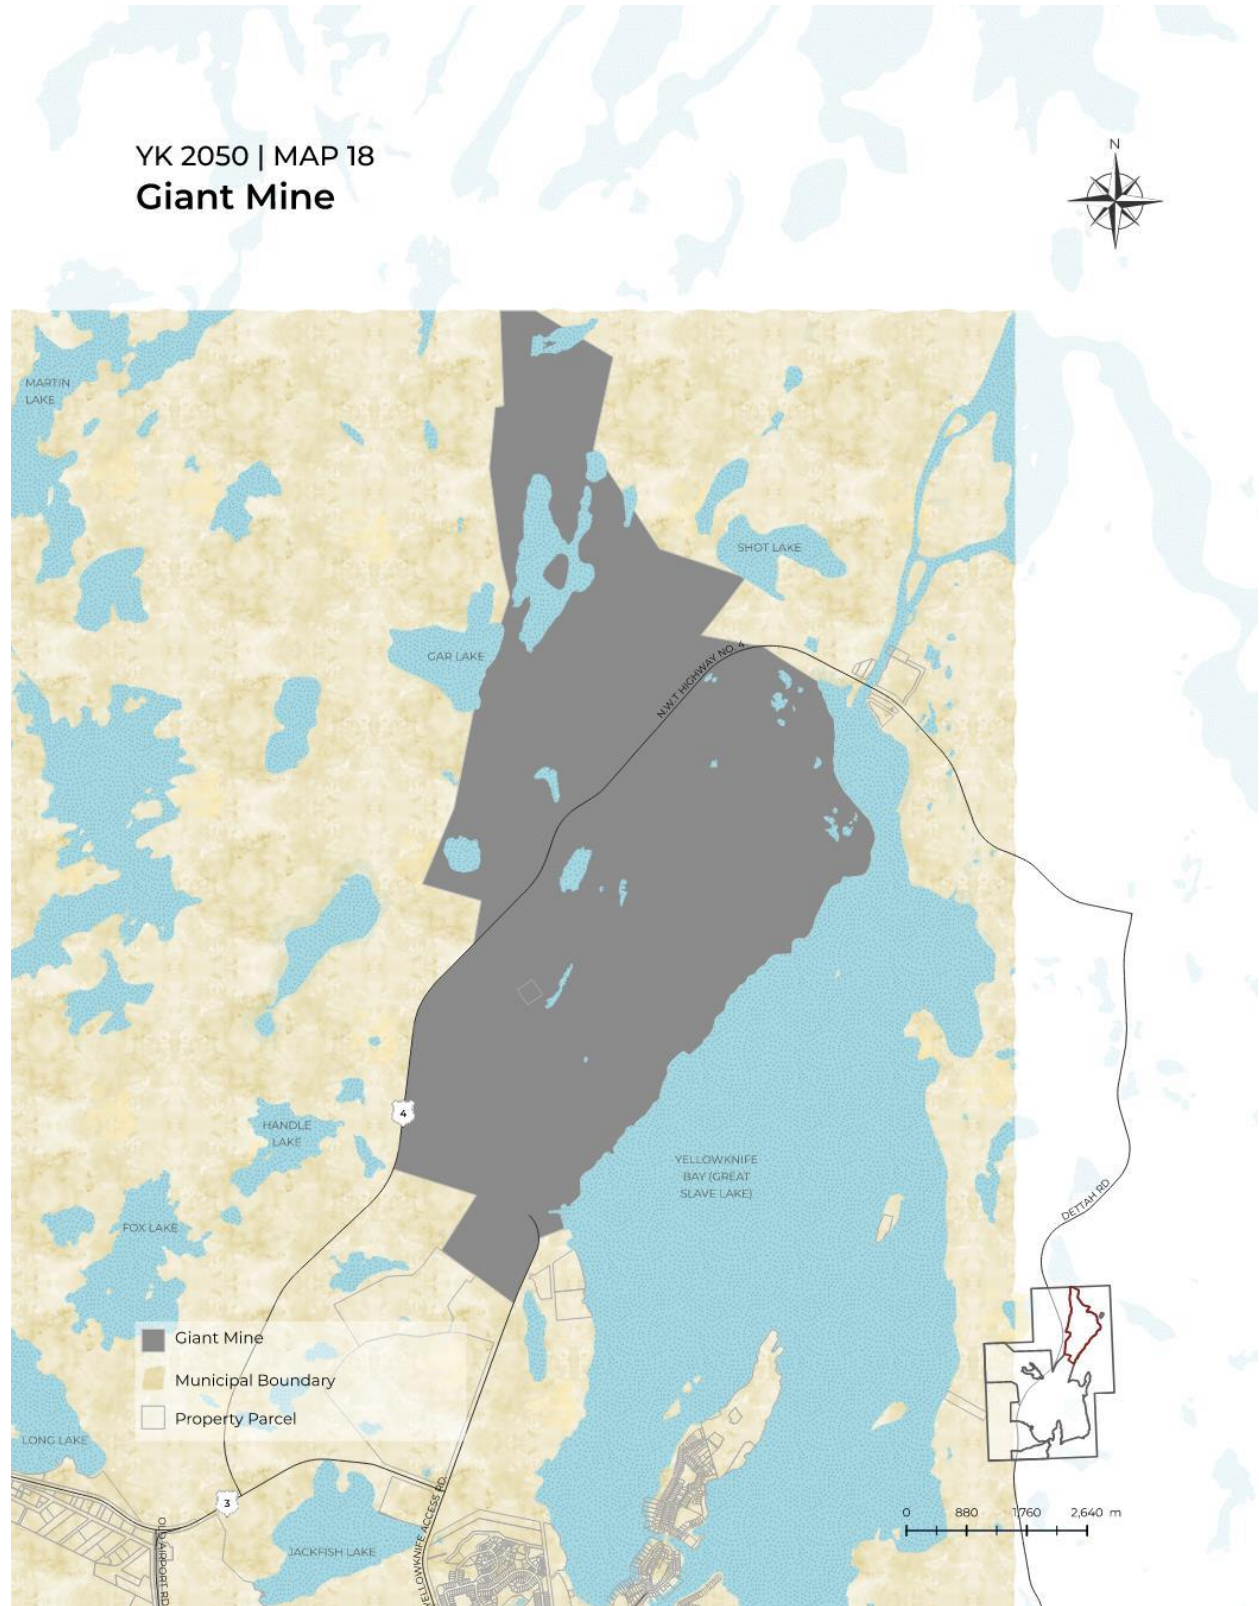 YK 2050 | MAP 18
Giant Mine
N
MARTIN
LAKE
SHOT LAKE
GAR LAKE
N.W.T HIGHWAY NO. 4
4
HANDLE
LAKE
YELLOWKNIFE
BAY (GREAT
SLAVE LAKE)
DETTAH RD
FOX LAKE
Giant Mine
Municipal Boundary
Property Parcel
LONG LAKE
3
OLD AIRPORT RD
JACKFISH LAKE
YELLOWKNIFE ACCESS RD
0 880 1,760 2,640 m